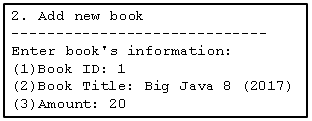 2. Add new book
-----------------------------
Enter book's information:
(1)Book ID: 1
(2)Book Title: Big Java 8 (2017)
(3)Amount: 20